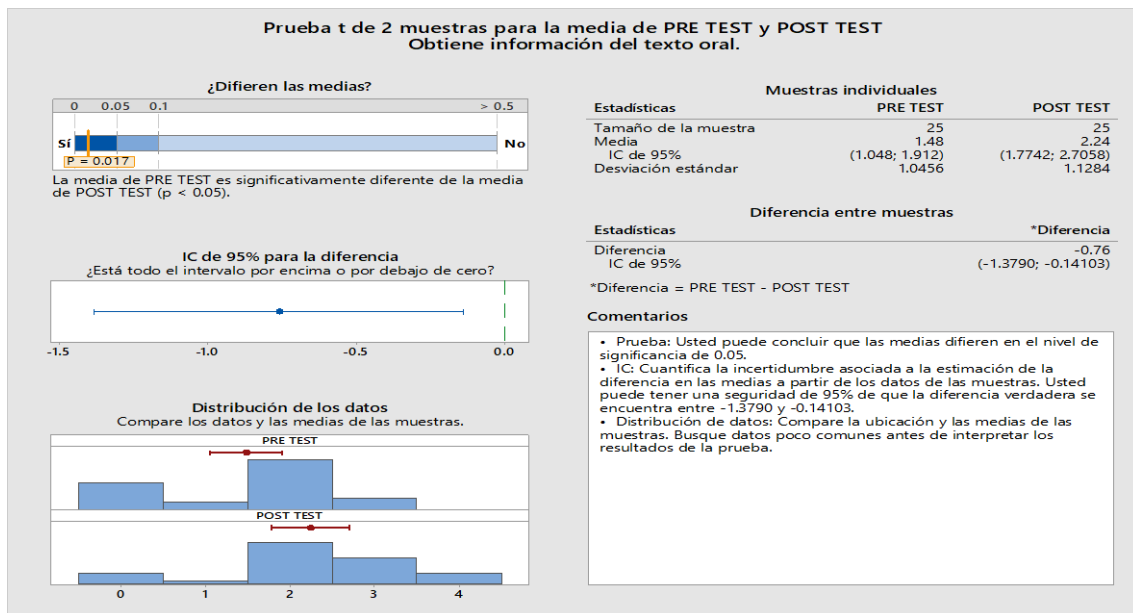 Prueba t de 2 muestras para la media de PRE TEST y POST TEST
Obtiene información del texto oral.
¿Difieren las medias?
0 0.05 0.1 > 0.5
Sí No
P = 0.017
La media de PRE TEST es significativamente diferente de la media
de POST TEST (p < 0.05).
IC de 95% para la diferencia
¿Está todo el intervalo por encima o por debajo de cero?
-1.5 -1.0 -0.5 0.0
Distribución de los datos
Compare los datos y las medias de las muestras.
PRE TEST
POST TEST
0 1 2 3 4
Muestras individuales
Estadísticas PRE TEST POST TEST
Tamaño de la muestra 25 25
Media 1.48 2.24
IC de 95% (1.048; 1.912) (1.7742; 2.7058)
Desviación estándar 1.0456 1.1284
Diferencia entre muestras
Estadísticas *Diferencia
Diferencia -0.76
IC de 95% (-1.3790; -0.14103)
*Diferencia = PRE TEST - POST TEST
Comentarios
• Prueba: Usted puede concluir que las medias difieren en el nivel de
significancia de 0.05.
• IC: Cuantifica la incertidumbre asociada a la estimación de la
diferencia en las medias a partir de los datos de las muestras. Usted
puede tener una seguridad de 95% de que la diferencia verdadera se
encuentra entre -1.3790 y -0.14103.
• Distribución de datos: Compare la ubicación y las medias de las
muestras. Busque datos poco comunes antes de interpretar los
resultados de la prueba.